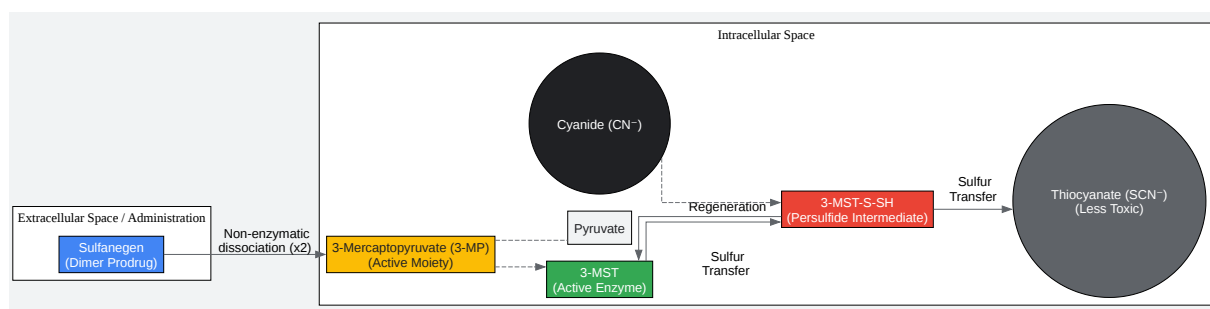 Intracellular Space
Cyanide (CN⁻)
Extracellular Space / Administration
Sulfanegen
(Dimer Prodrug)
Non-enzymatic
dissociation (x2)
3-Mercaptopyruvate (3-MP)
(Active Moiety)
Pyruvate
3-MST
(Active Enzyme)
Regeneration
Sulfur
Transfer
3-MST-S-SH
(Persulfide Intermediate)
Sulfur
Transfer
Thiocyanate (SCN⁻)
(Less Toxic)